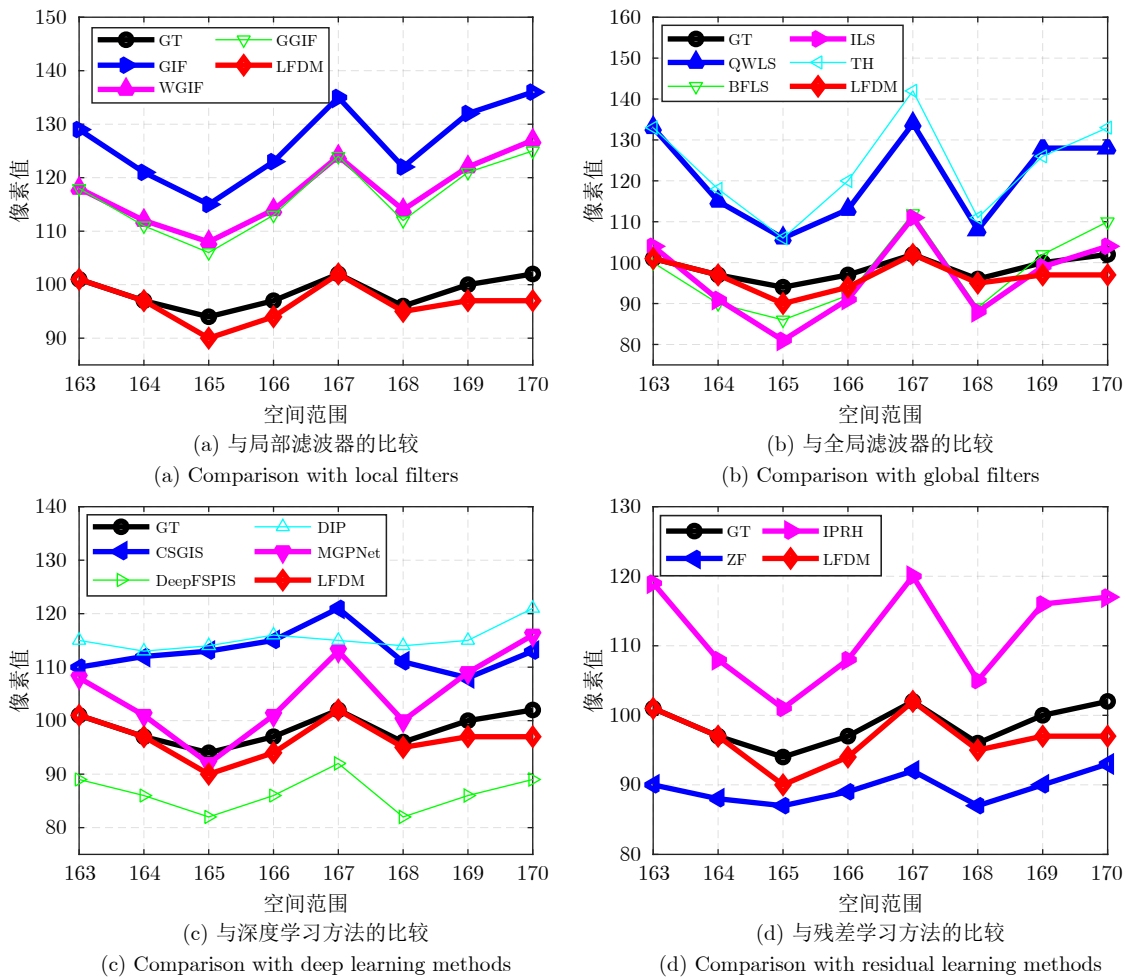 150
140
130
120
110
100
90
像素值
GT
GIF
WGIF
GGIF
LFDM
163 164 165 166 167 168 169 170
空间范围
(a) 与局部滤波器的比较
(a) Comparison with local filters
160
150
140
130
120
110
100
90
80
像素值
GT
QWLS
BFLS
ILS
TH
LFDM
163 164 165 166 167 168 169 170
空间范围
(b) 与全局滤波器的比较
(b) Comparison with global filters
140
130
120
110
100
90
80
像素值
GT
CSGIS
DeepFSPIS
DIP
MGPNet
LFDM
163 164 165 166 167 168 169 170
空间范围
(c) 与深度学习方法的比较
(c) Comparison with deep learning methods
130
120
110
100
90
80
像素值
GT
ZF
IPRH
LFDM
163 164 165 166 167 168 169 170
空间范围
(d) 与残差学习方法的比较
(d) Comparison with residual learning methods